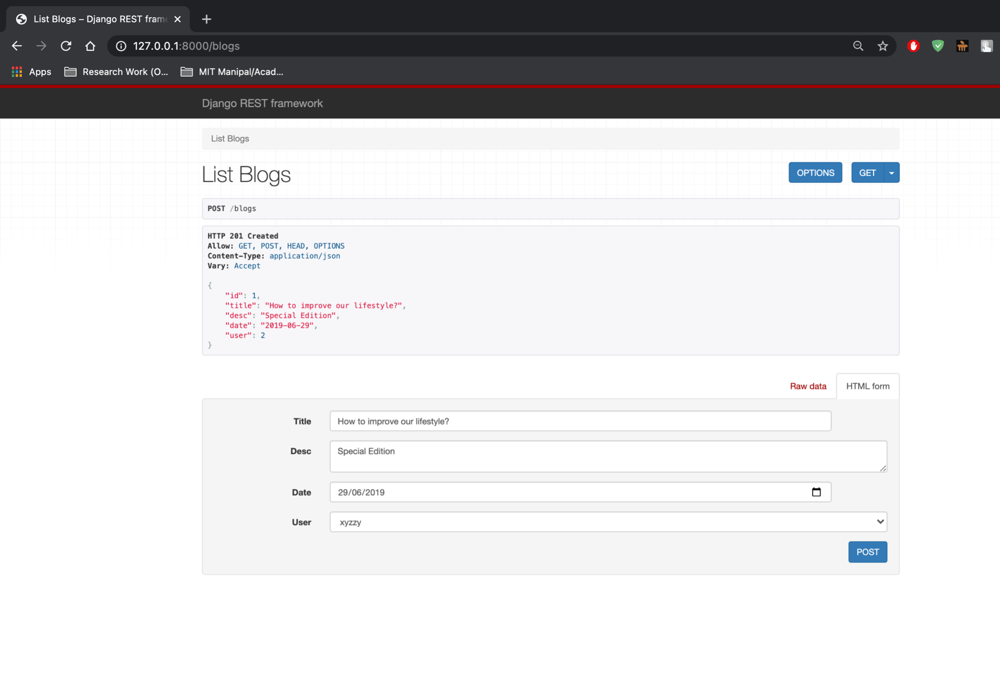 List Blogs – Django REST fram
127.0.0.1:8000/blogs
Apps
Research Work (O...
MIT Manipal/Acad...
Django REST framework
List Blogs
List Blogs
OPTIONS
GET
POST /blogs
HTTP 201 Created
Allow: GET, POST, HEAD, OPTIONS
Content-Type: application/json
Vary: Accept
{
"id": 1,
"title": "How to improve our lifestyle?",
"desc": "Special Edition",
"date": "2019-06-29",
"user": 2
}
Raw data
HTML form
Title
How to improve our lifestyle?
Desc
Special Edition
Date
29/06/2019
User
xyzzy
POST